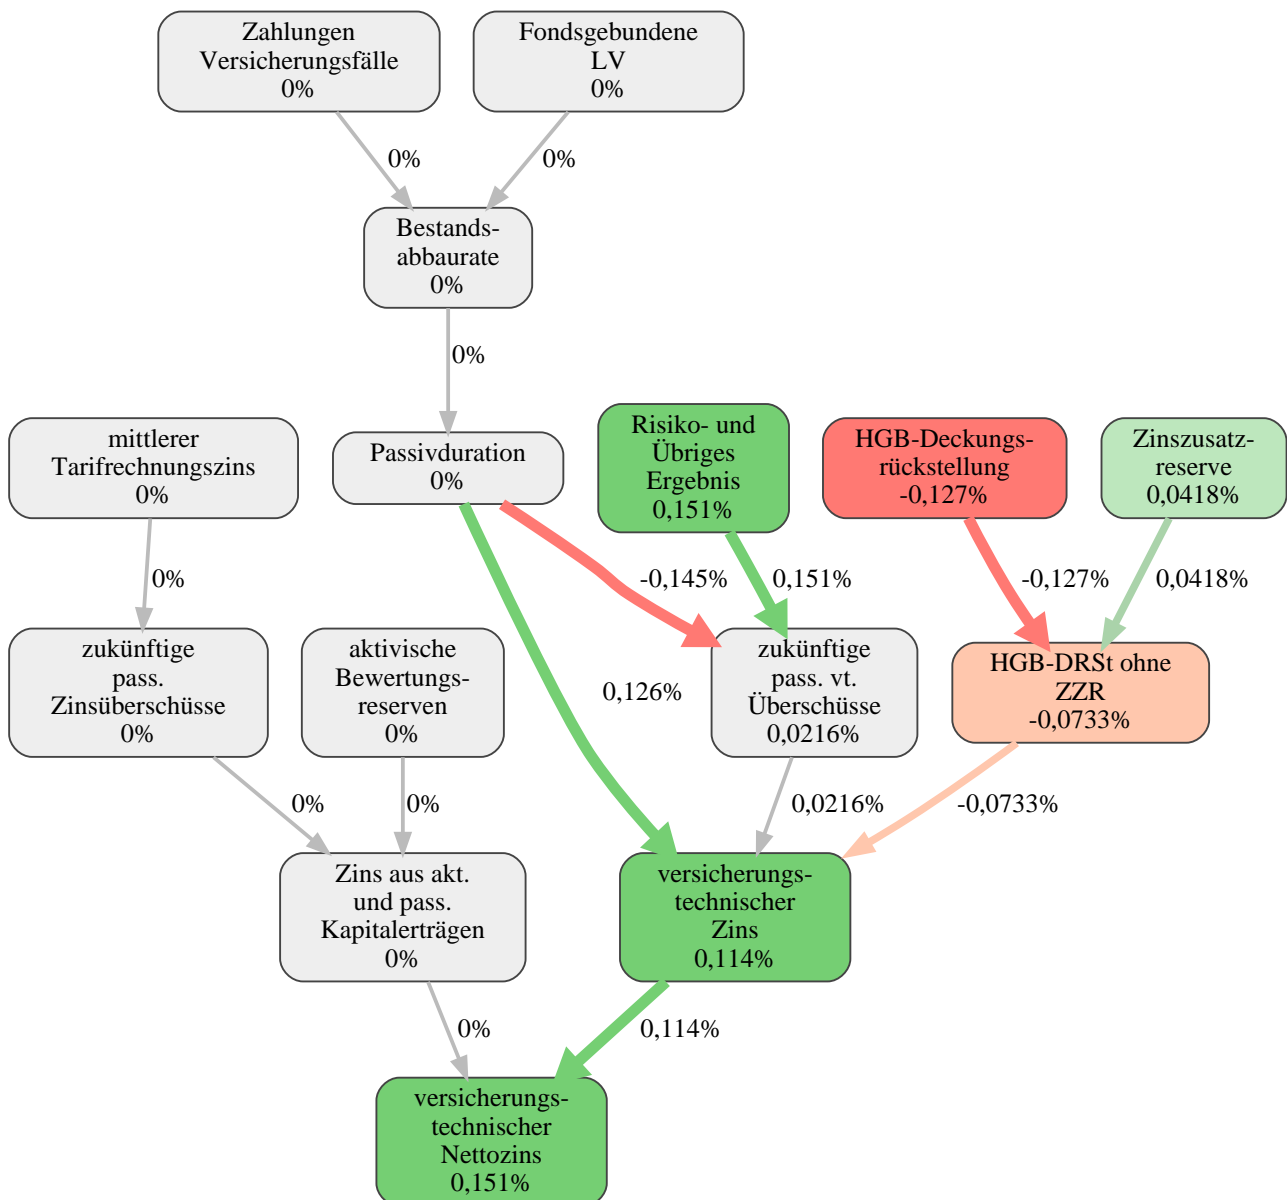 Zahlungen
Versicherungsfälle
0%
Fondsgebundene
LV
0%
0%
0%
Bestands-
abbaurate
0%
0%
mittlerer
Tarifrechnungszins
0%
Passivduration
0%
Risiko- und
Übriges
Ergebnis
0,151%
HGB-Deckungs-
rückstellung
-0,127%
Zinszusatz-
reserve
0,0418%
0%
-0,145%
0,151%
-0,127%
0,0418%
zukünftige
pass.
Zinsüberschüsse
0%
aktivische
Bewertungs-
reserven
0%
0,126%
zukünftige
pass. vt.
Überschüsse
0,0216%
HGB-DRSt ohne
ZZR
-0,0733%
0%
0%
0,0216%
-0,0733%
Zins aus akt.
und pass.
Kapitalerträgen
0%
versicherungs-
technischer
Zins
0,114%
0%
0,114%
versicherungs-
technischer
Nettozins
0,151%